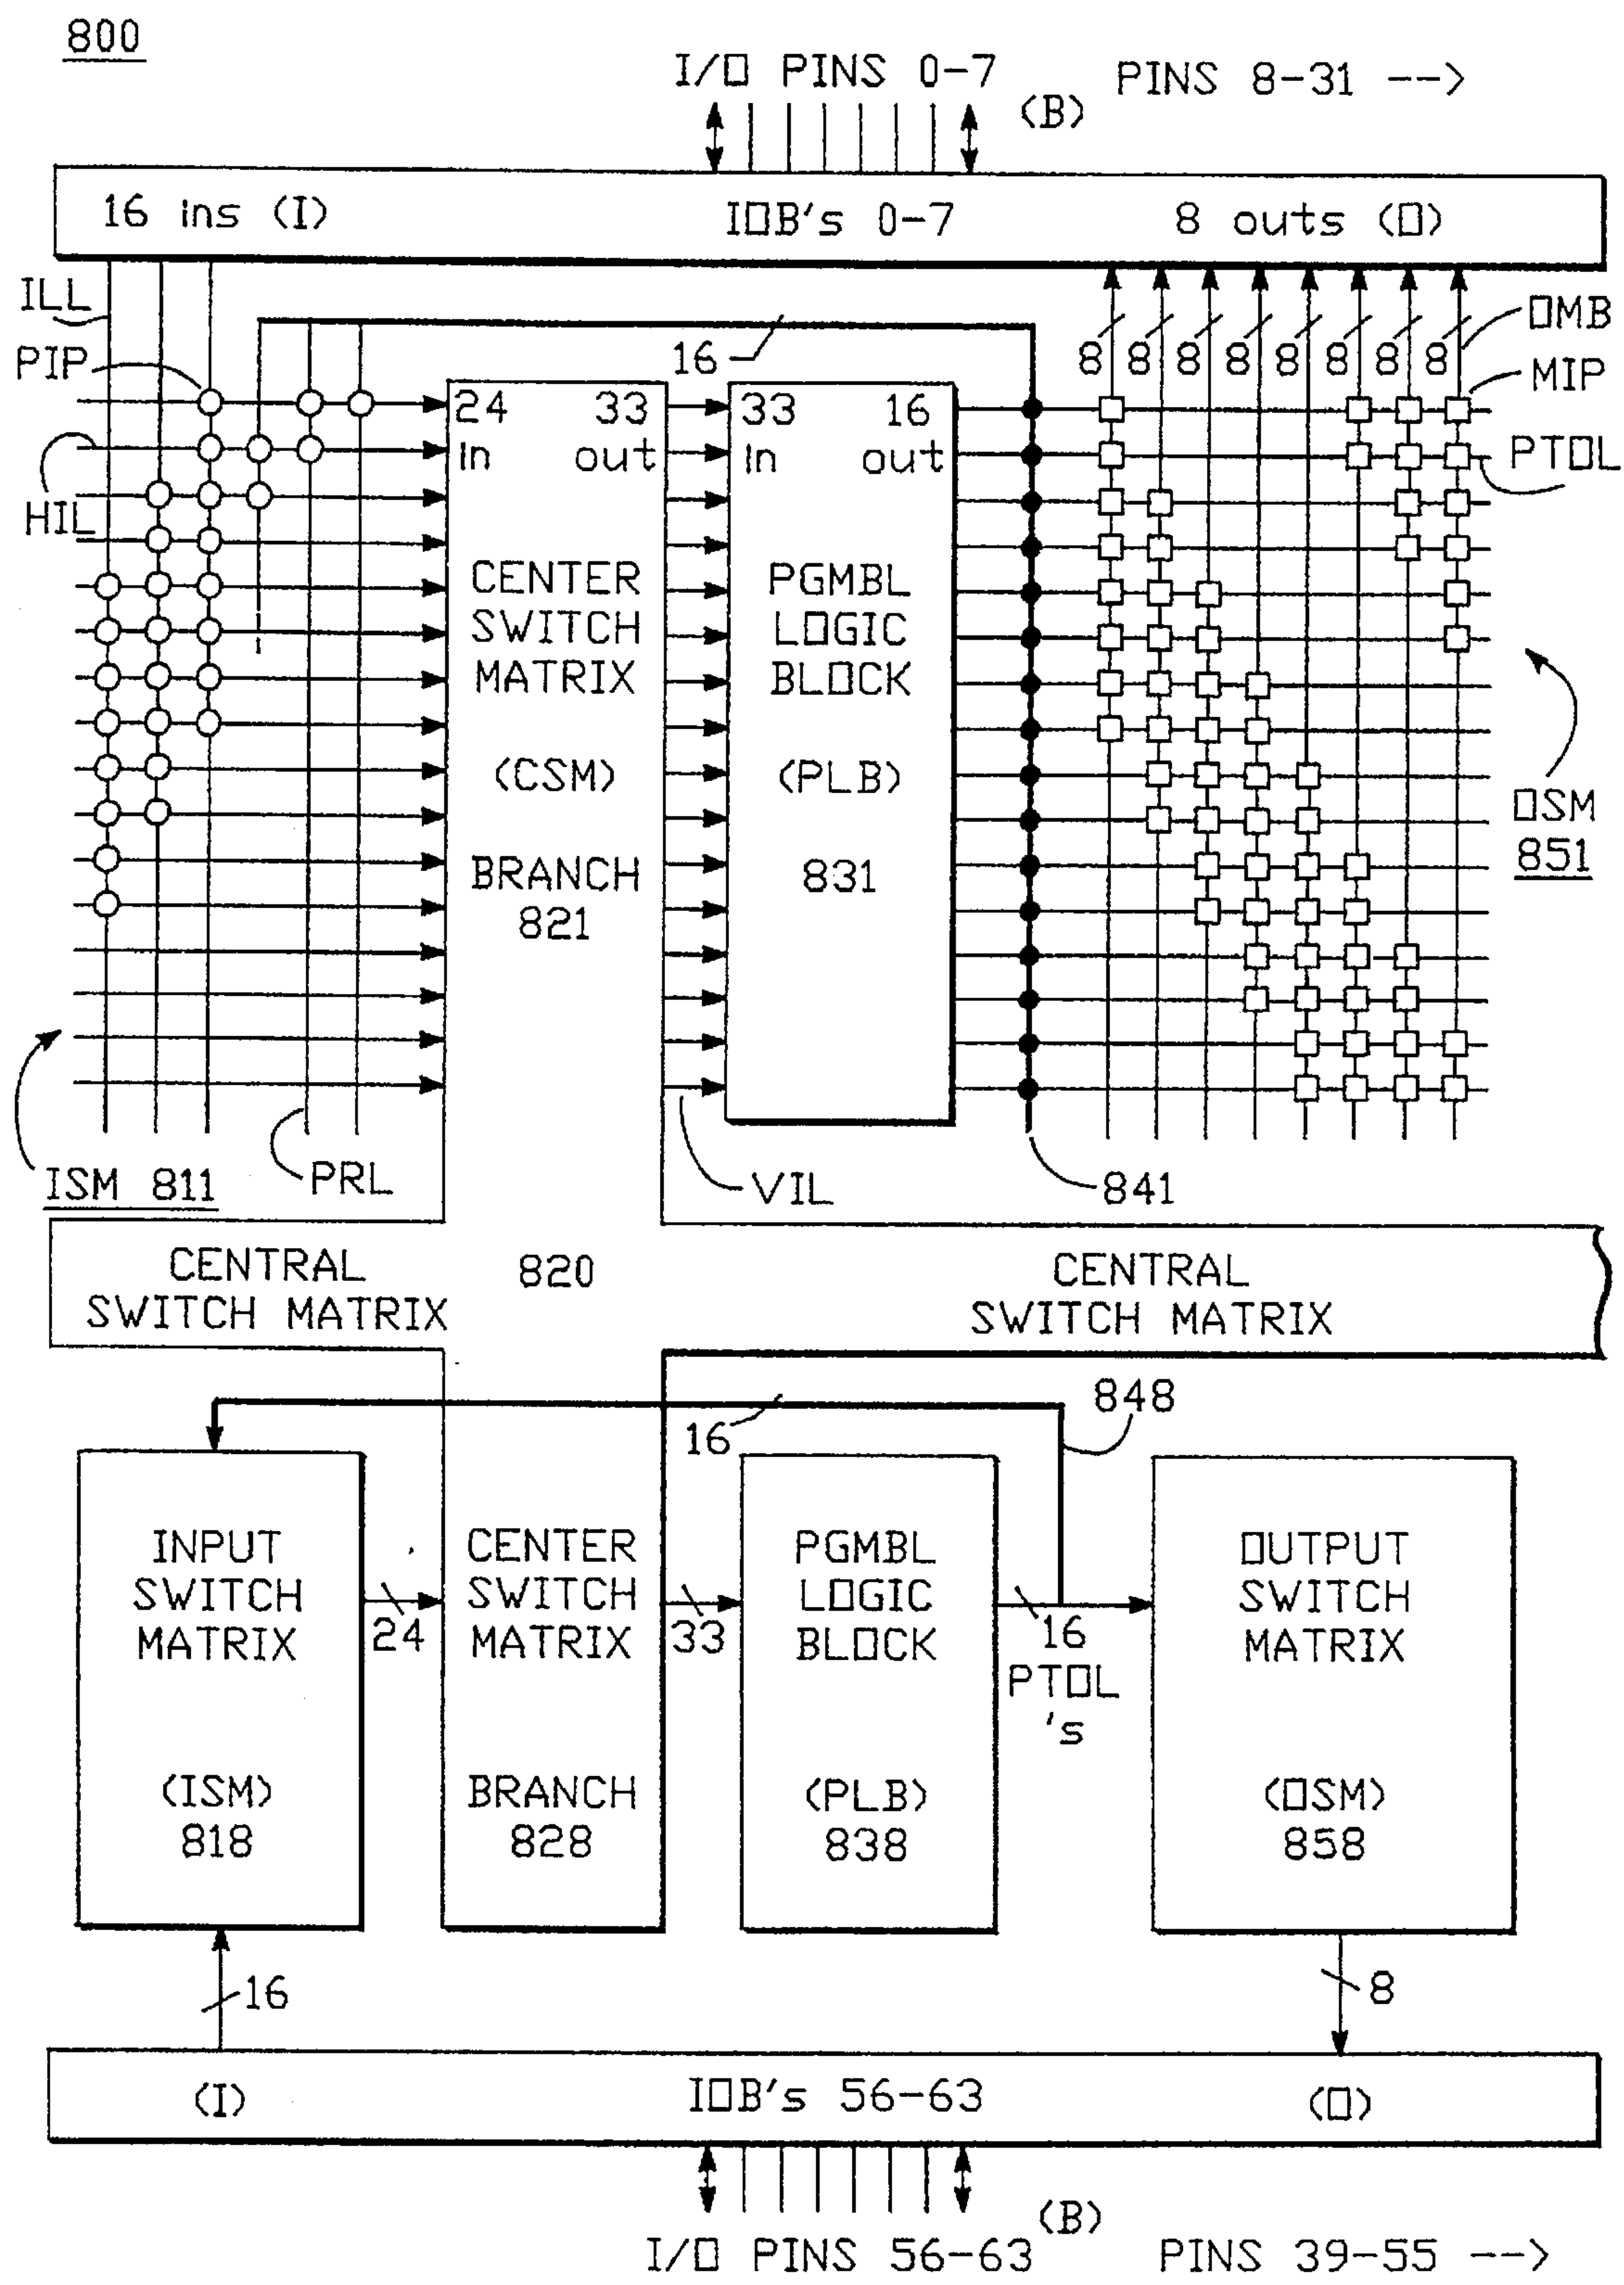 800
I/O PINS 0-7
(B)
PINS 8-31 -->
16 ins (I)
IOB's 0-7
8 outs (O)
ILL
PIP
HIL
16
8 8 8 8 8 8 8 8
OMB
MIP
PTOL
24 in
33 out
CENTER
SWITCH
MATRIX
(CSM)
BRANCH
821
33 in
16 out
PGMBL
LOGIC
BLOCK
(PLB)
831
OSM
851
ISM 811
PRL
VIL
841
CENTRAL
SWITCH MATRIX
820
CENTRAL
SWITCH MATRIX
16
848
INPUT
SWITCH
MATRIX
(ISM)
818
24
CENTER
SWITCH
MATRIX
BRANCH
828
33
PGMBL
LOGIC
BLOCK
(PLB)
838
16
PTOL
's
OUTPUT
SWITCH
MATRIX
(OSM)
858
16
8
(I)
IOB's 56-63
(O)
(B)
I/O PINS 56-63
PINS 39-55 -->